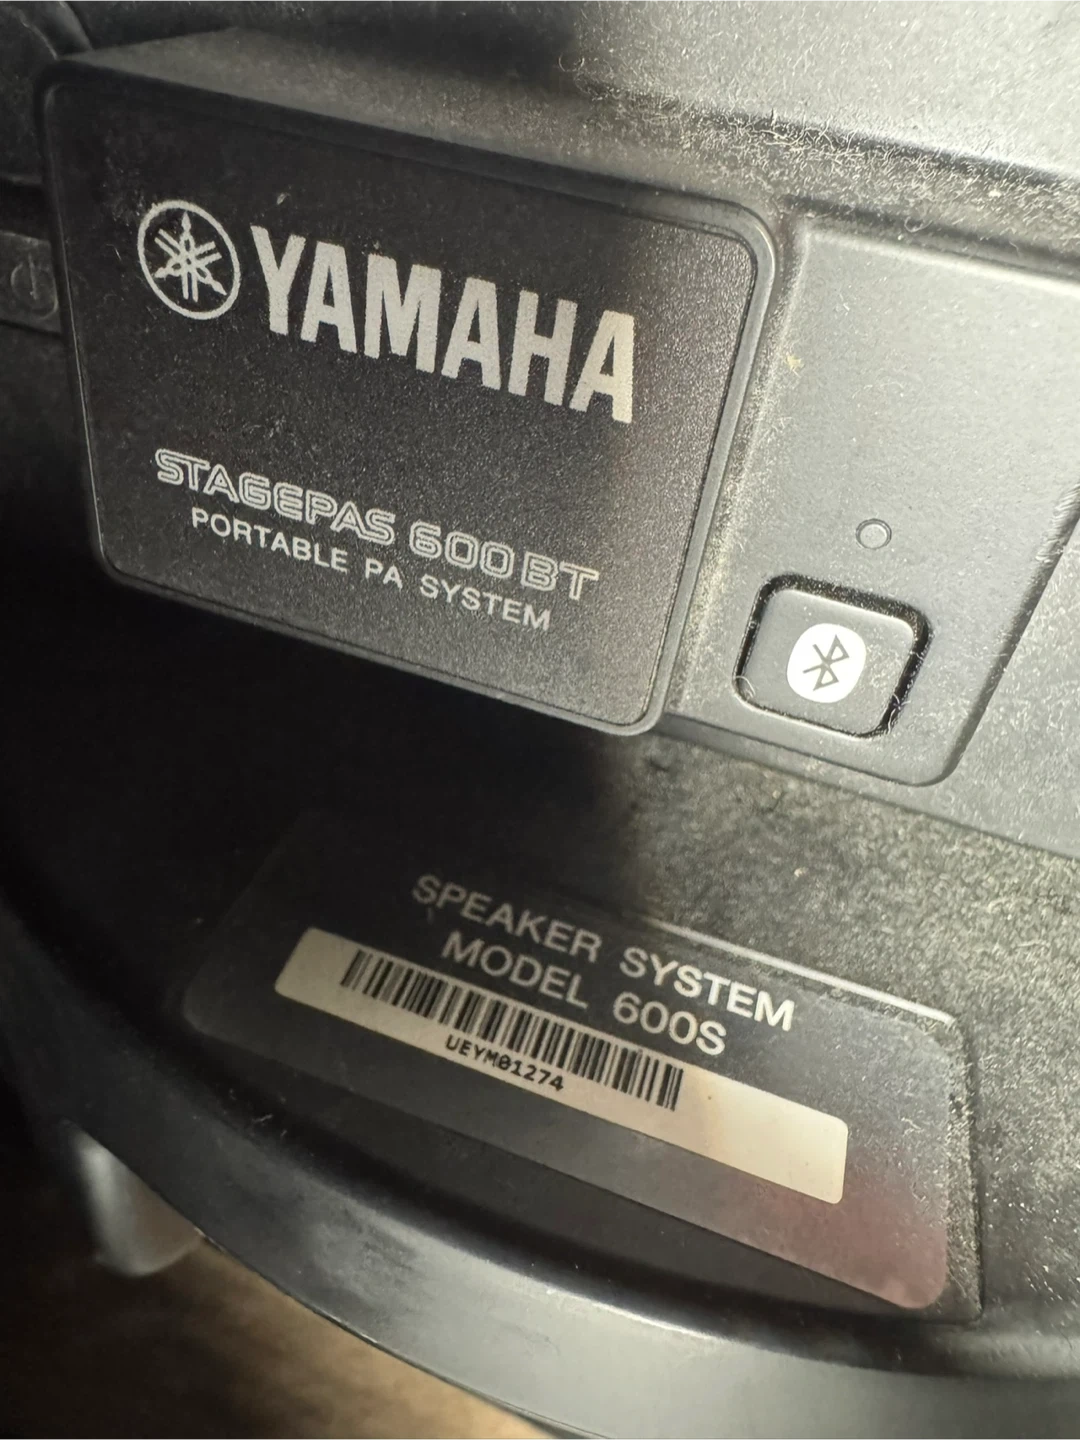 YAMAHA
STAGEPAS 600BT
PORTABLE PA SYSTEM
SPEAKER SYSTEM
MODEL 600S
UEYM01274